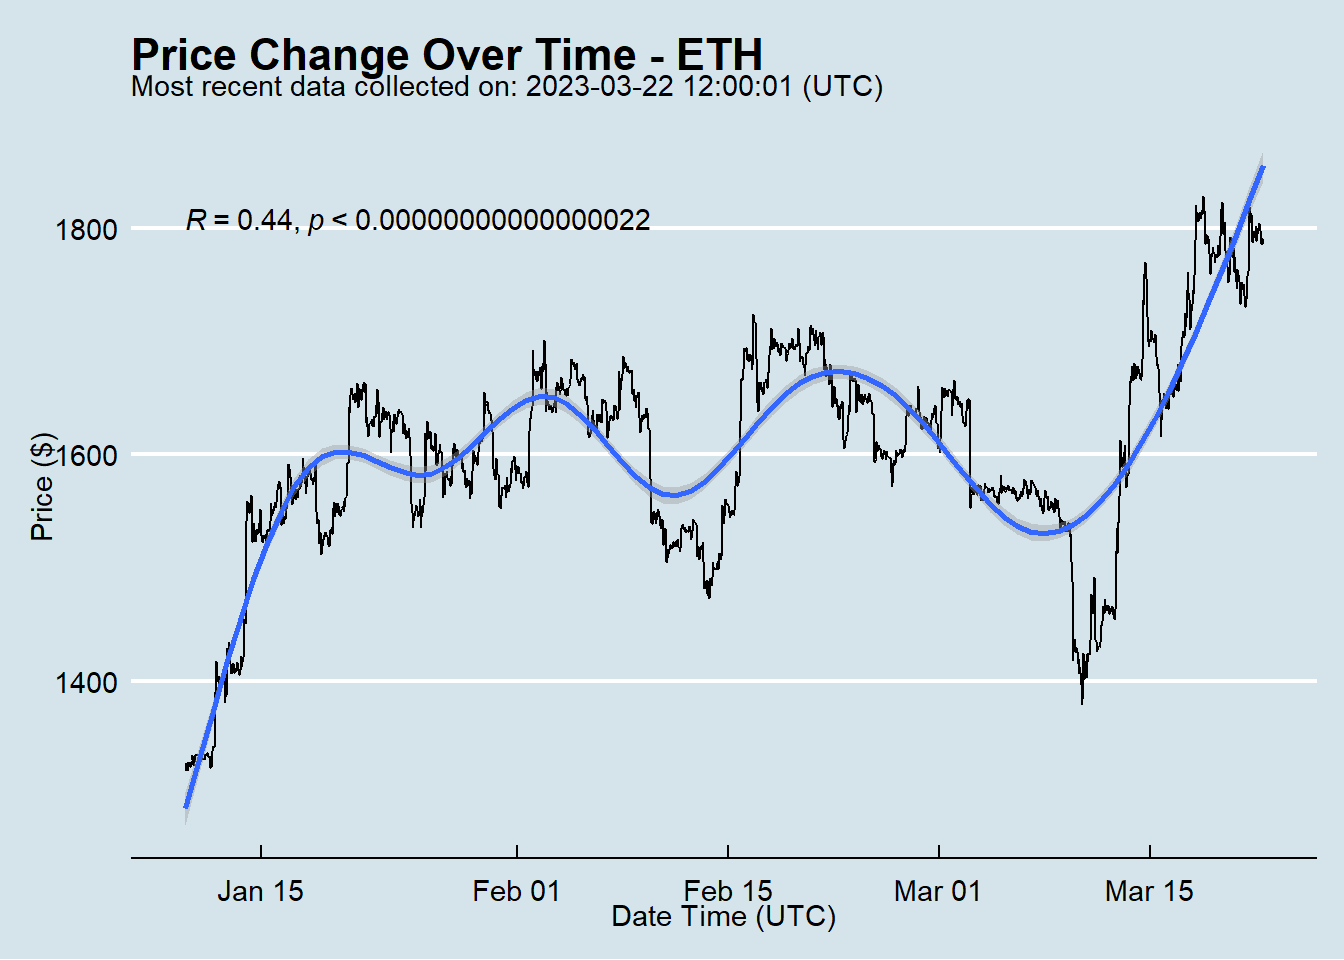 Price Change Over Time - ETH
Most recent data collected on: 2023-03-22 12:00:01 (UTC)
R = 0.44, p < 0.00000000000000022
1800
1600
1400
Price ($)
Jan 15
Feb 01
Feb 15
Mar 01
Mar 15
Date Time (UTC)